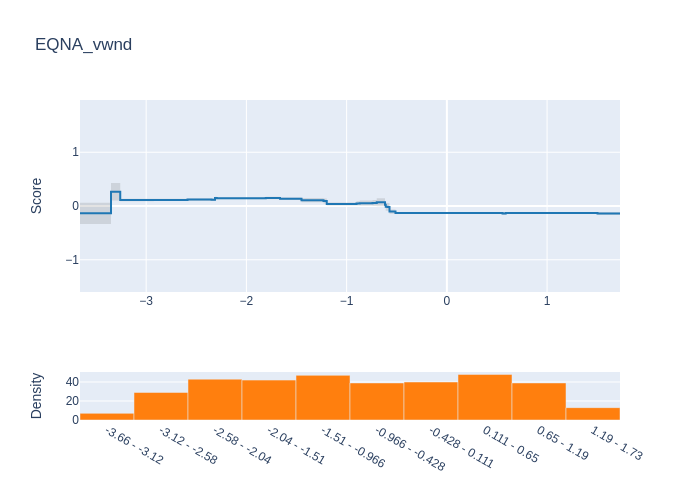 EQNA_vwnd
Score
1
0
−1
−3
−2
−1
0
1
Density
40
20
0
-3.66 - -3.12
-3.12 - -2.58
-2.58 - -2.04
-2.04 - -1.51
-1.51 - -0.966
-0.966 - -0.428
-0.428 - 0.111
0.111 - 0.65
0.65 - 1.19
1.19 - 1.73